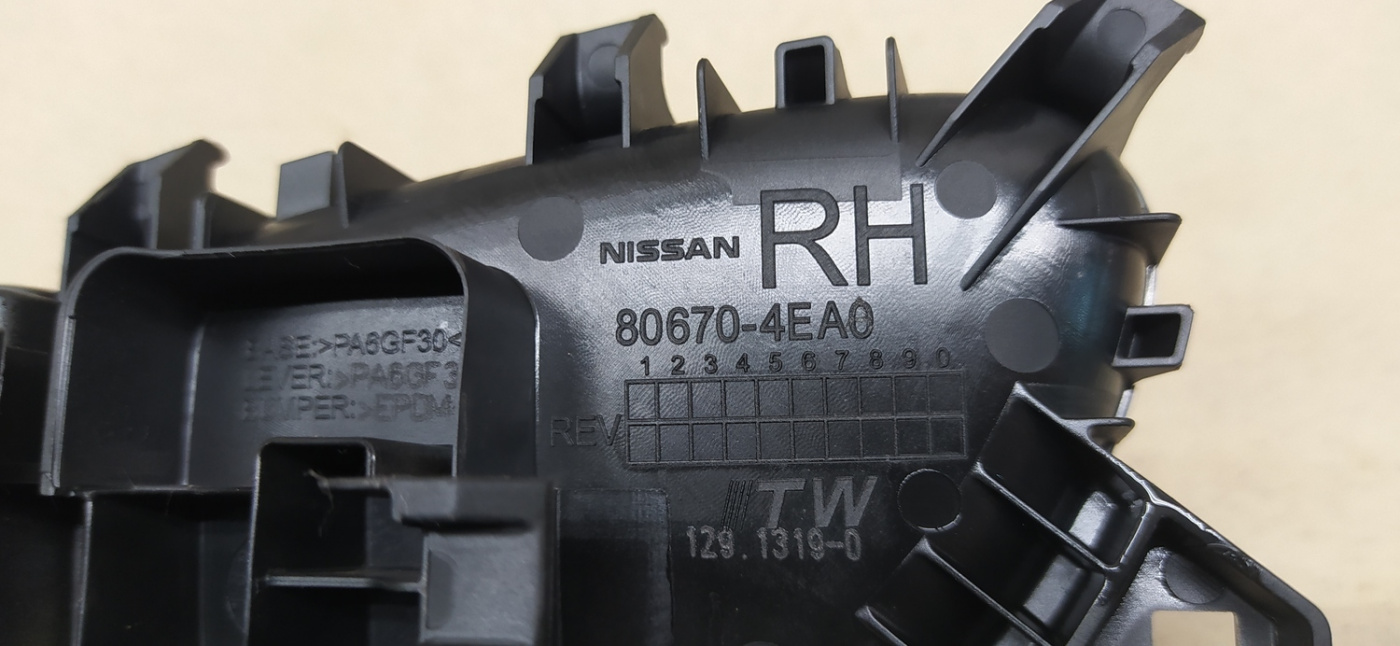 NISSAN RH
80670-4EA0
1 2 3 4 5 6 7 8 9 0
REV
TW
129.1319-0
BASE:>PA6GF30<
LEVER:>PA6GF3
>EPDM